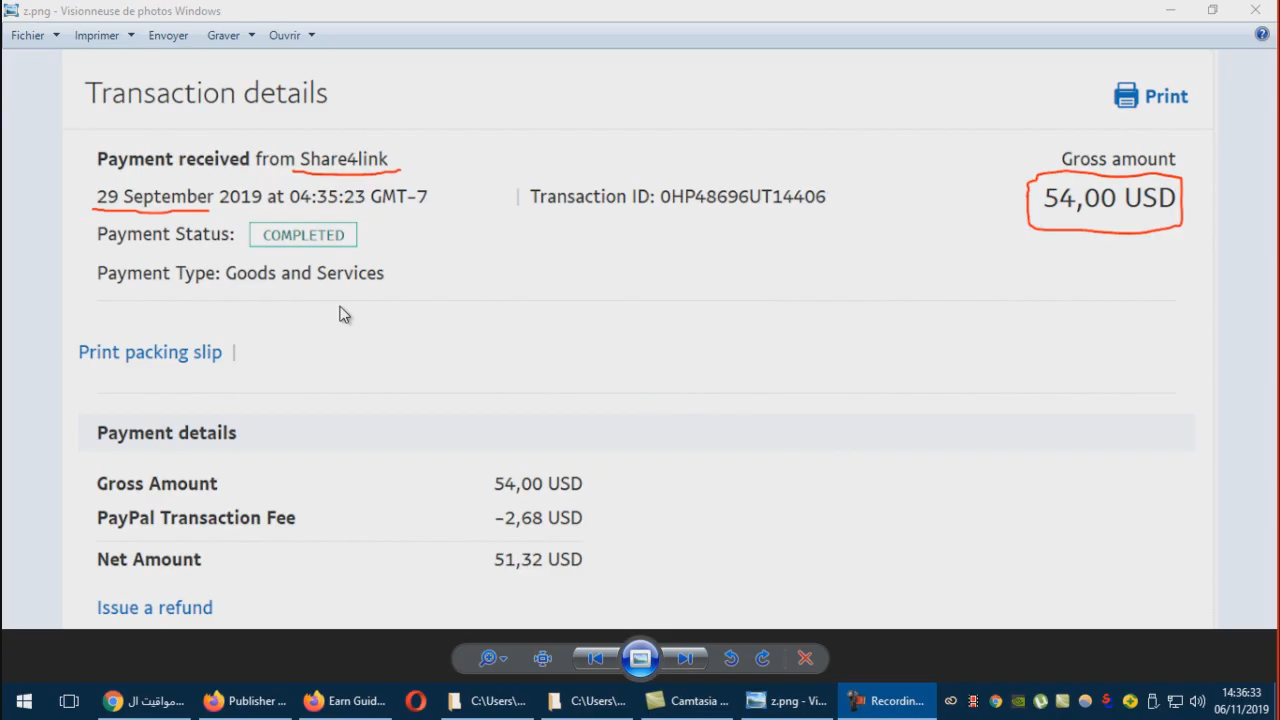 z.png - Visionneuse de photos Windows
Fichier Imprimer Envoyer Graver Ouvrir
Transaction details
Print
Payment received from Share4link
Gross amount
29 September 2019 at 04:35:23 GMT-7 | Transaction ID: 0HP48696UT14406
54,00 USD
Payment Status: COMPLETED
Payment Type: Goods and Services
Print packing slip |
Payment details
Gross Amount 54,00 USD
PayPal Transaction Fee -2,68 USD
Net Amount 51,32 USD
Issue a refund
مواقيت ال... Publisher ... Earn Guid... C:\Users\... C:\Users\... Camtasia ... z.png - Vi... Recordin...
14:36:33
06/11/2019